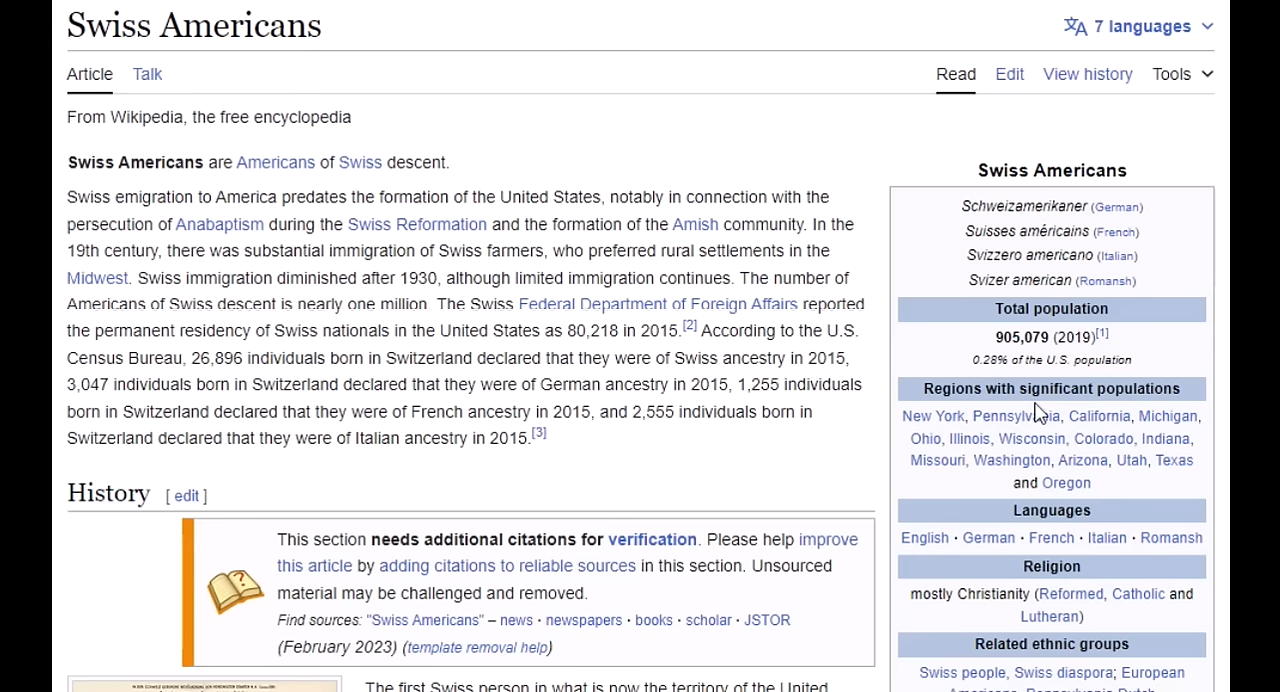 Swiss Americans
7 languages
Article Talk
Read Edit View history Tools
From Wikipedia, the free encyclopedia
Swiss Americans are Americans of Swiss descent.
Swiss emigration to America predates the formation of the United States, notably in connection with the
persecution of Anabaptism during the Swiss Reformation and the formation of the Amish community. In the
19th century, there was substantial immigration of Swiss farmers, who preferred rural settlements in the
Midwest. Swiss immigration diminished after 1930, although limited immigration continues. The number of
Americans of Swiss descent is nearly one million. The Swiss Federal Department of Foreign Affairs reported
the permanent residency of Swiss nationals in the United States as 80,218 in 2015.[2] According to the U.S.
Census Bureau, 26,896 individuals born in Switzerland declared that they were of Swiss ancestry in 2015,
3,047 individuals born in Switzerland declared that they were of German ancestry in 2015, 1,255 individuals
born in Switzerland declared that they were of French ancestry in 2015, and 2,555 individuals born in
Switzerland declared that they were of Italian ancestry in 2015.[3]
History [ edit ]
This section needs additional citations for verification. Please help improve
this article by adding citations to reliable sources in this section. Unsourced
material may be challenged and removed.
Find sources: "Swiss Americans" – news · newspapers · books · scholar · JSTOR
(February 2023) (template removal help)
The first Swiss person in what is now the territory of the United
Swiss Americans
Schweizamerikaner (German)
Suisses américains (French)
Svizzero americano (Italian)
Svizer american (Romansh)
Total population
905,079 (2019)[1]
0.28% of the U.S. population
Regions with significant populations
New York, Pennsylvania, California, Michigan,
Ohio, Illinois, Wisconsin, Colorado, Indiana,
Missouri, Washington, Arizona, Utah, Texas
and Oregon
Languages
English · German · French · Italian · Romansh
Religion
mostly Christianity (Reformed, Catholic and
Lutheran)
Related ethnic groups
Swiss people, Swiss diaspora; European
Americans, Pennsylvania Dutch